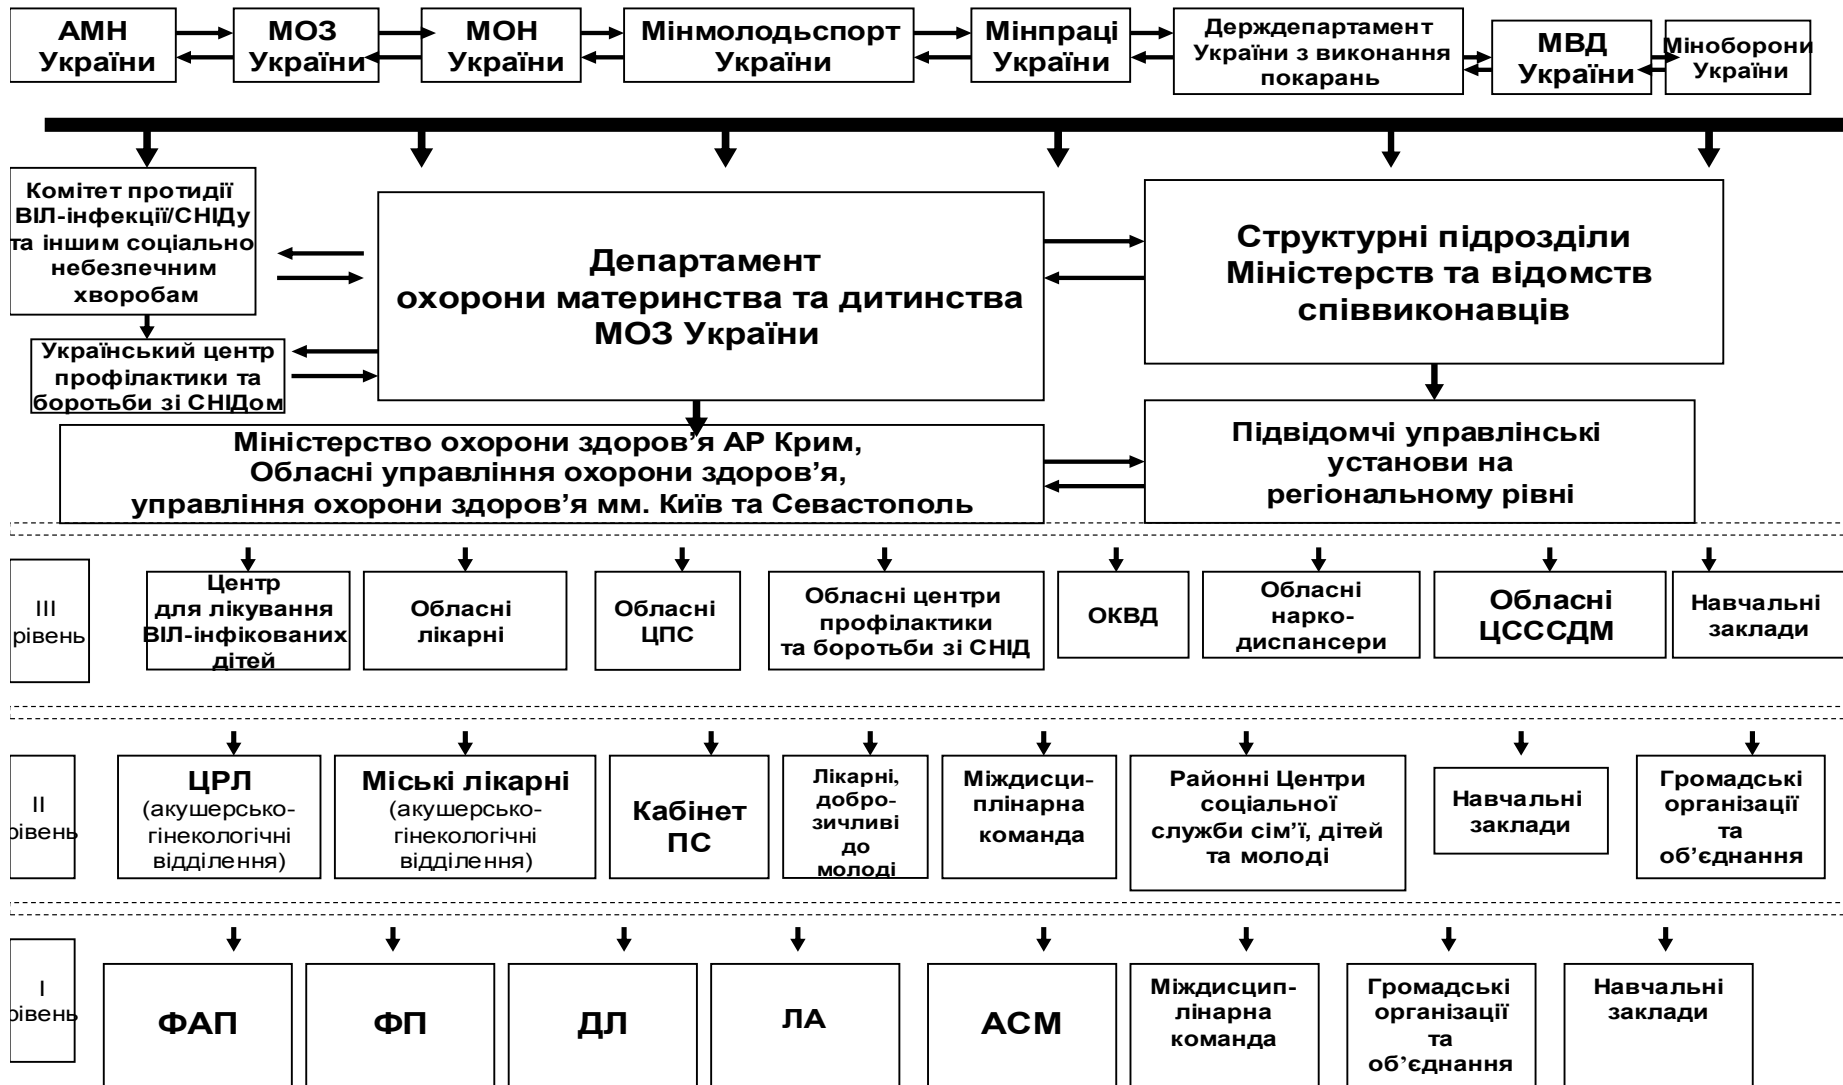 АМН
України
МОЗ
України
МОН
України
Мінмолодьспорт
України
Мінпраці
України
Держдепартамент
України з виконання
покарань
МВД
України
Міноборони
України
Комітет протидії
ВІЛ-інфекції/СНІДу
та іншим соціально
небезпечним
хворобам
Департамент
охорони материнства та дитинства
МОЗ України
Структурні підрозділи
Міністерств та відомств
співвиконавців
Український центр
профілактики та
боротьби зі СНІДом
Міністерство охорони здоров’я АР Крим,
Обласні управління охорони здоров’я,
управління охорони здоров’я мм. Київ та Севастополь
Підвідомчі управлінські
установи на
регіональному рівні
III
рівень
Центр
для лікування
ВІЛ-інфікованих
дітей
Обласні
лікарні
Обласні
ЦПС
Обласні центри
профілактики
та боротьби зі СНІД
ОКВД
Обласні
нарко-
диспансери
Обласні
ЦСССДМ
Навчальні
заклади
II
рівень
ЦРЛ
(акушерсько-
гінекологічні
відділення)
Міські лікарні
(акушерсько-
гінекологічні
відділення)
Кабінет
ПС
Лікарні,
добро-
зичливі
до
молоді
Міждисци-
плінарна
команда
Районні Центри
соціальної
служби сім’ї, дітей
та молоді
Навчальні
заклади
Громадські
організації
та
об’єднання
I
рівень
ФАП
ФП
ДЛ
ЛА
АСМ
Міждисцип-
лінарна
команда
Громадські
організації
та
об’єднання
Навчальні
заклади